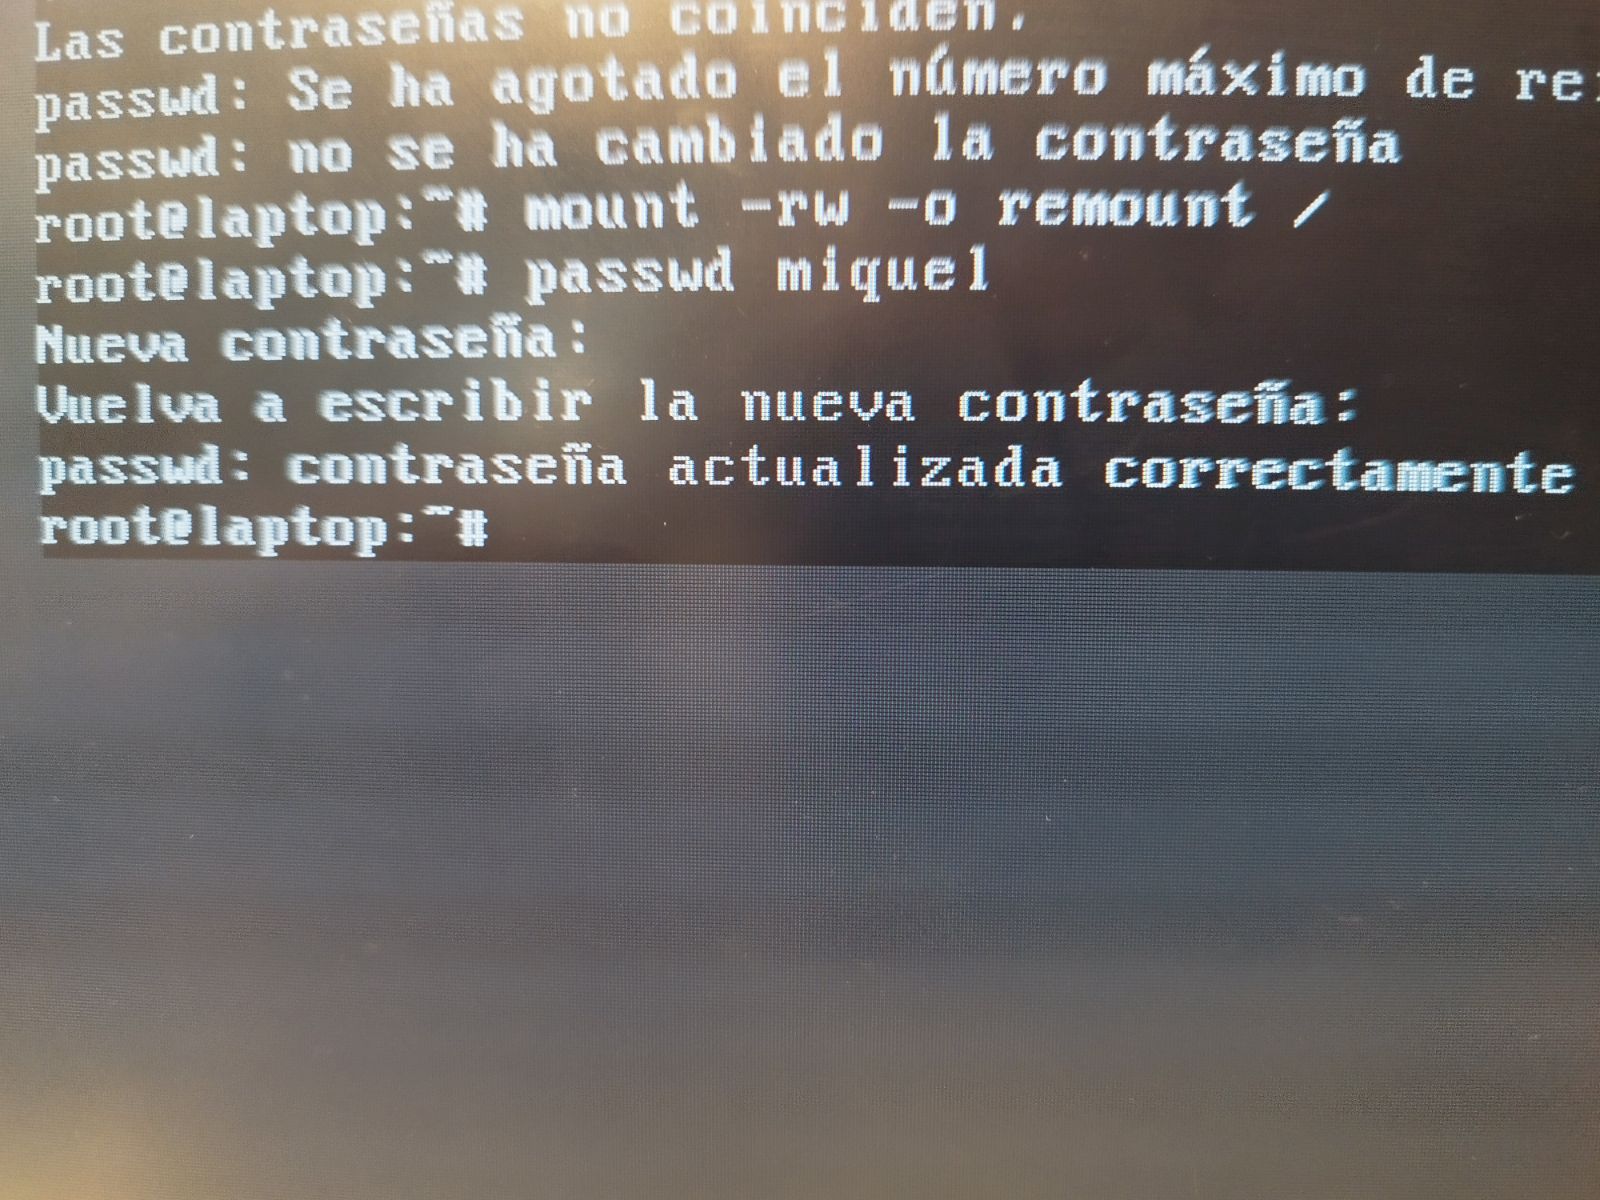 Las contraseñas no coinciden.
passwd: Se ha agotado el número máximo de
passwd: no se ha cambiado la contraseña
root@laptop:~# mount -rw -o remount /
root@laptop:~# passwd miquel
Nueva contraseña:
Vuelva a escribir la nueva contraseña:
passwd: contraseña actualizada correctamente
root@laptop:~#